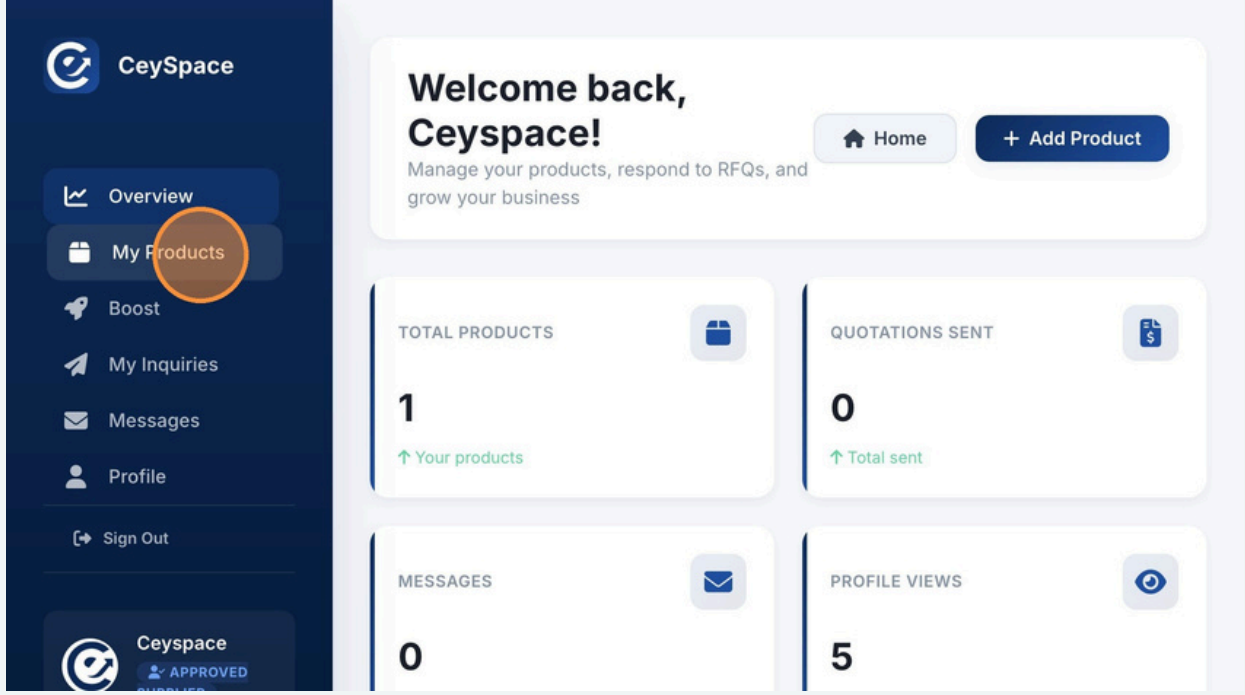 CeySpace
Overview
My Products
Boost
My Inquiries
Messages
Profile
Sign Out
Ceyspace
APPROVED
SUPPLIER
Welcome back,
Ceyspace!
Manage your products, respond to RFQs, and
grow your business
Home
+ Add Product
TOTAL PRODUCTS
1
↑ Your products
QUOTATIONS SENT
0
↑ Total sent
MESSAGES
0
PROFILE VIEWS
5